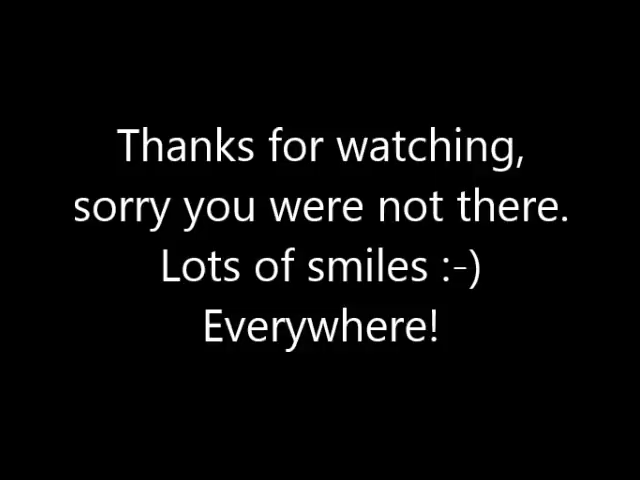 Thanks for watching,
sorry you were not there.
Lots of smiles :-)
Everywhere!